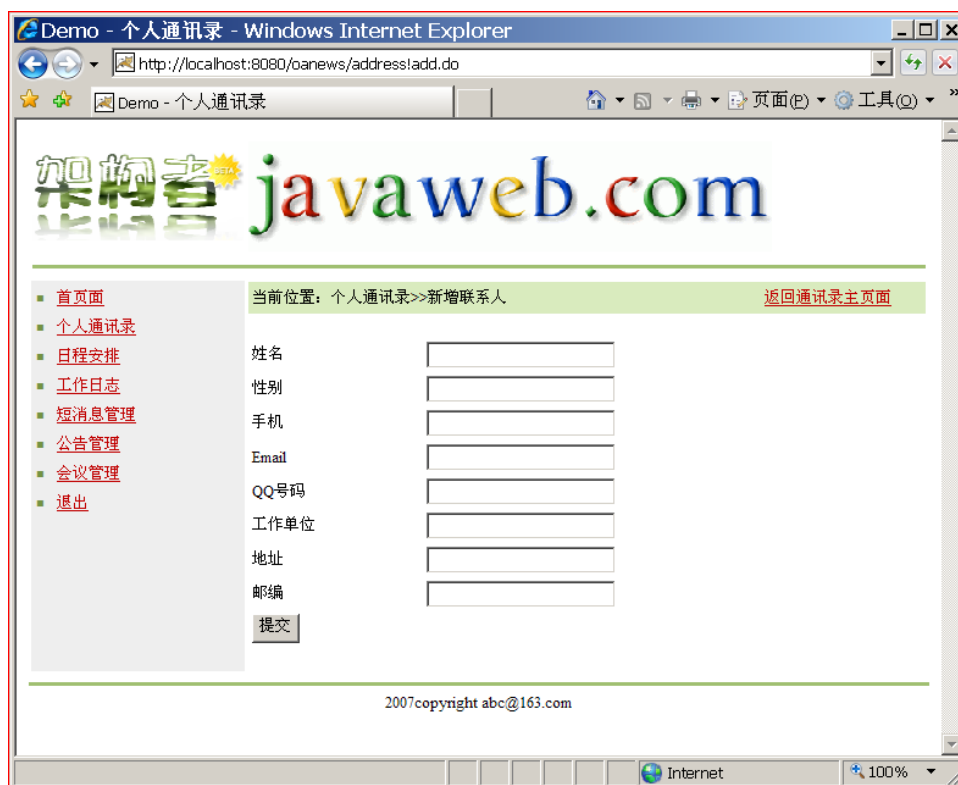 Demo - 个人通讯录 - Windows Internet Explorer
http://localhost:8080/oanews/address!add.do
Demo - 个人通讯录
页面(P)
工具(O)
»
架构者
BETA
javaweb.com
首页面
个人通讯录
日程安排
工作日志
短消息管理
公告管理
会议管理
退出
当前位置：个人通讯录>>新增联系人
返回通讯录主页面
姓名
性别
手机
Email
QQ号码
工作单位
地址
邮编
提交
2007copyright abc@163.com
Internet
100%